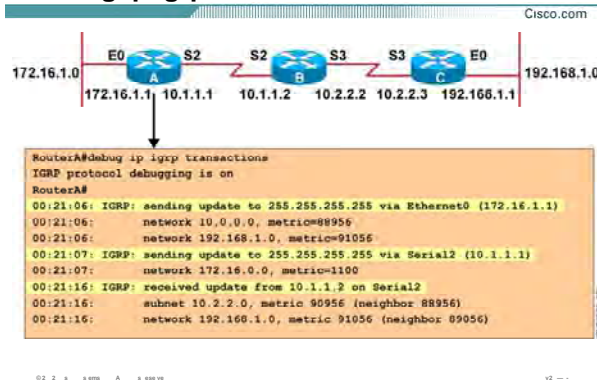 Cisco.com
E0 S2 S2 S3 S3 E0
172.16.1.0 A B C 192.168.1.0
172.16.1.1 10.1.1.1 10.1.1.2 10.2.2.2 10.2.2.3 192.168.1.1
RouterA#debug ip igrp transactions
IGRP protocol debugging is on
RouterA#
00:21:06: IGRP: sending update to 255.255.255.255 via Ethernet0 (172.16.1.1)
00:21:06: network 10.0.0.0, metric=88956
00:21:06: network 192.168.1.0, metric=91056
00:21:07: IGRP: sending update to 255.255.255.255 via Serial2 (10.1.1.1)
00:21:07: network 172.16.0.0, metric=1100
00:21:16: IGRP: received update from 10.1.1.2 on Serial2
00:21:16: subnet 10.2.2.0, metric 90956 (neighbor 88956)
00:21:16: network 192.168.1.0, metric 91056 (neighbor 89056)